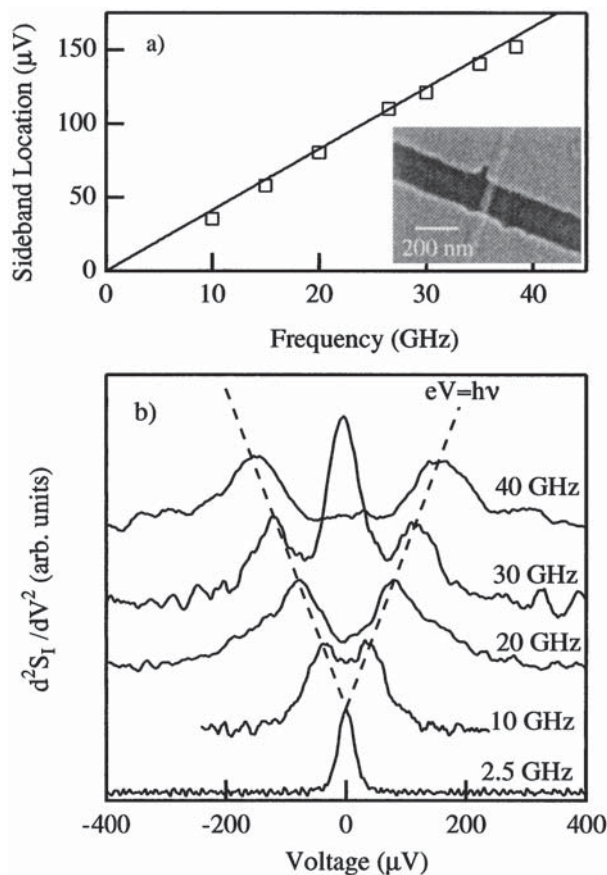 Sideband Location (μV)
150
100
50
0
a)
200 nm
0
10
20
30
40
Frequency (GHz)
d²S_I /dV² (arb. units)
b)
eV=hν
40 GHz
30 GHz
20 GHz
10 GHz
2.5 GHz
-400
-200
0
200
400
Voltage (μV)